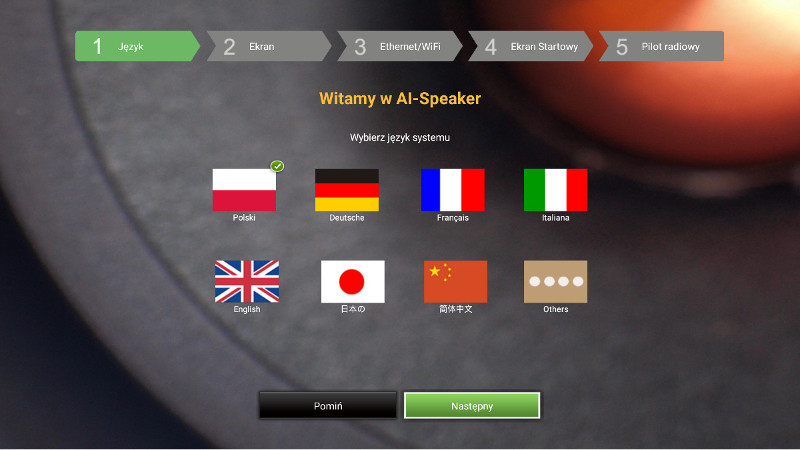 1 Język 2 Ekran 3 Ethernet/WiFi 4 Ekran Startowy 5 Pilot radiowy
Witamy w AI-Speaker
Wybierz język systemu
Polski Deutsche Français Italiana
English 日本の 简体中文 Others
Pomiń Następny